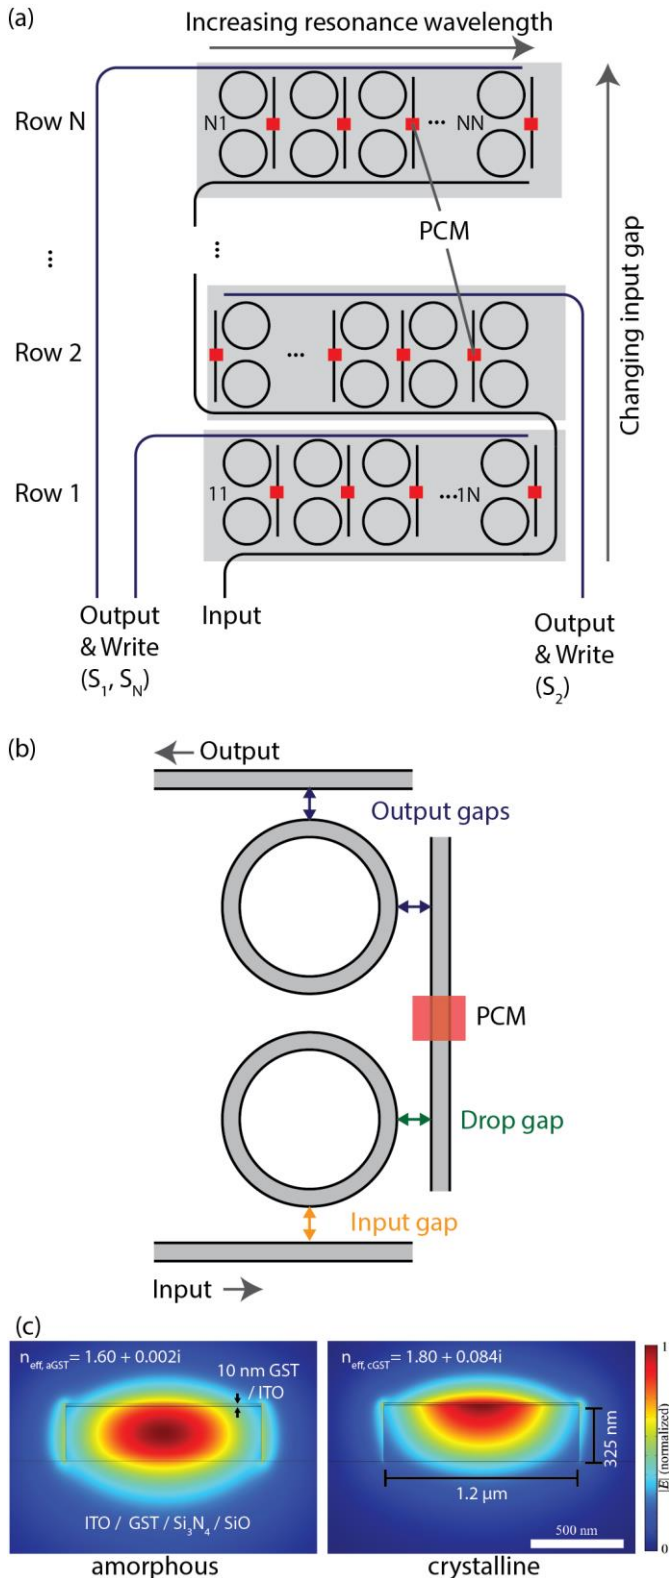 (a)
Increasing resonance wavelength
Row N
N1
... NN
PCM
...
...
Changing input gap
Row 2
...
Row 1
11
...1N
Output
& Write
(S₁, S_N)
Input
Output
& Write
(S₂)
(b)
Output
Output gaps
PCM
Drop gap
Input gap
Input
(c)
n_eff, aGST = 1.60 + 0.002i
10 nm GST
/ ITO
ITO / GST / Si₃N₄ / SiO
amorphous
n_eff, cGST = 1.80 + 0.084i
325 nm
1.2 µm
500 nm
crystalline
1
|E| (normalized)
0